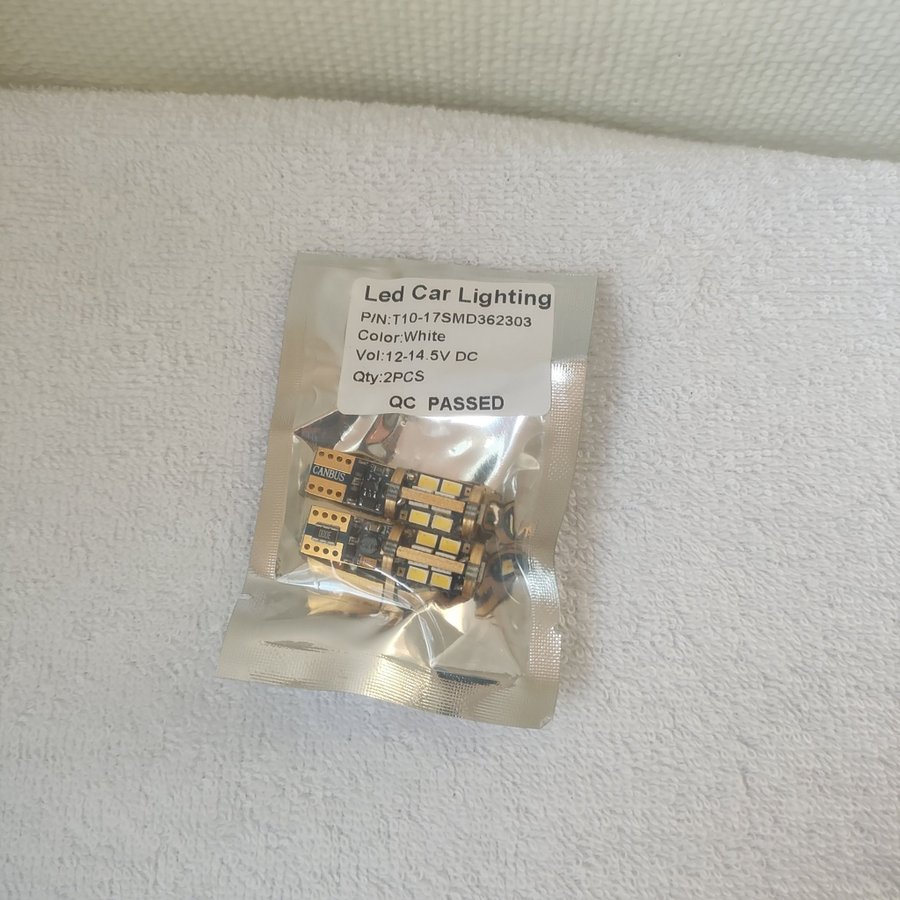 Led Car Lighting
P/N:T10-17SMD362303
Color:White
Vol:12-14.5V DC
Qty:2PCS
QC PASSED
CANBUS